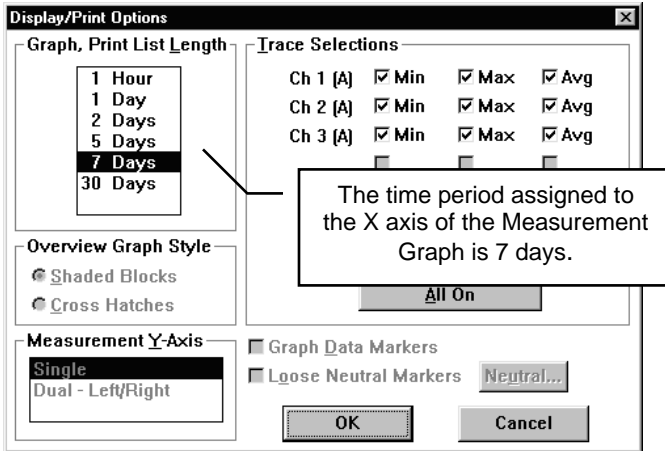 Display/Print Options
Graph, Print List Length
1 Hour
1 Day
2 Days
5 Days
7 Days
30 Days
Trace Selections
Ch 1 (A) Min Max Avg
Ch 2 (A) Min Max Avg
Ch 3 (A) Min Max Avg
The time period assigned to
the X axis of the Measurement
Graph is 7 days.
All On
Overview Graph Style
Shaded Blocks
Cross Hatches
Measurement Y-Axis
Single
Dual - Left/Right
Graph Data Markers
Loose Neutral Markers Neutral...
OK Cancel